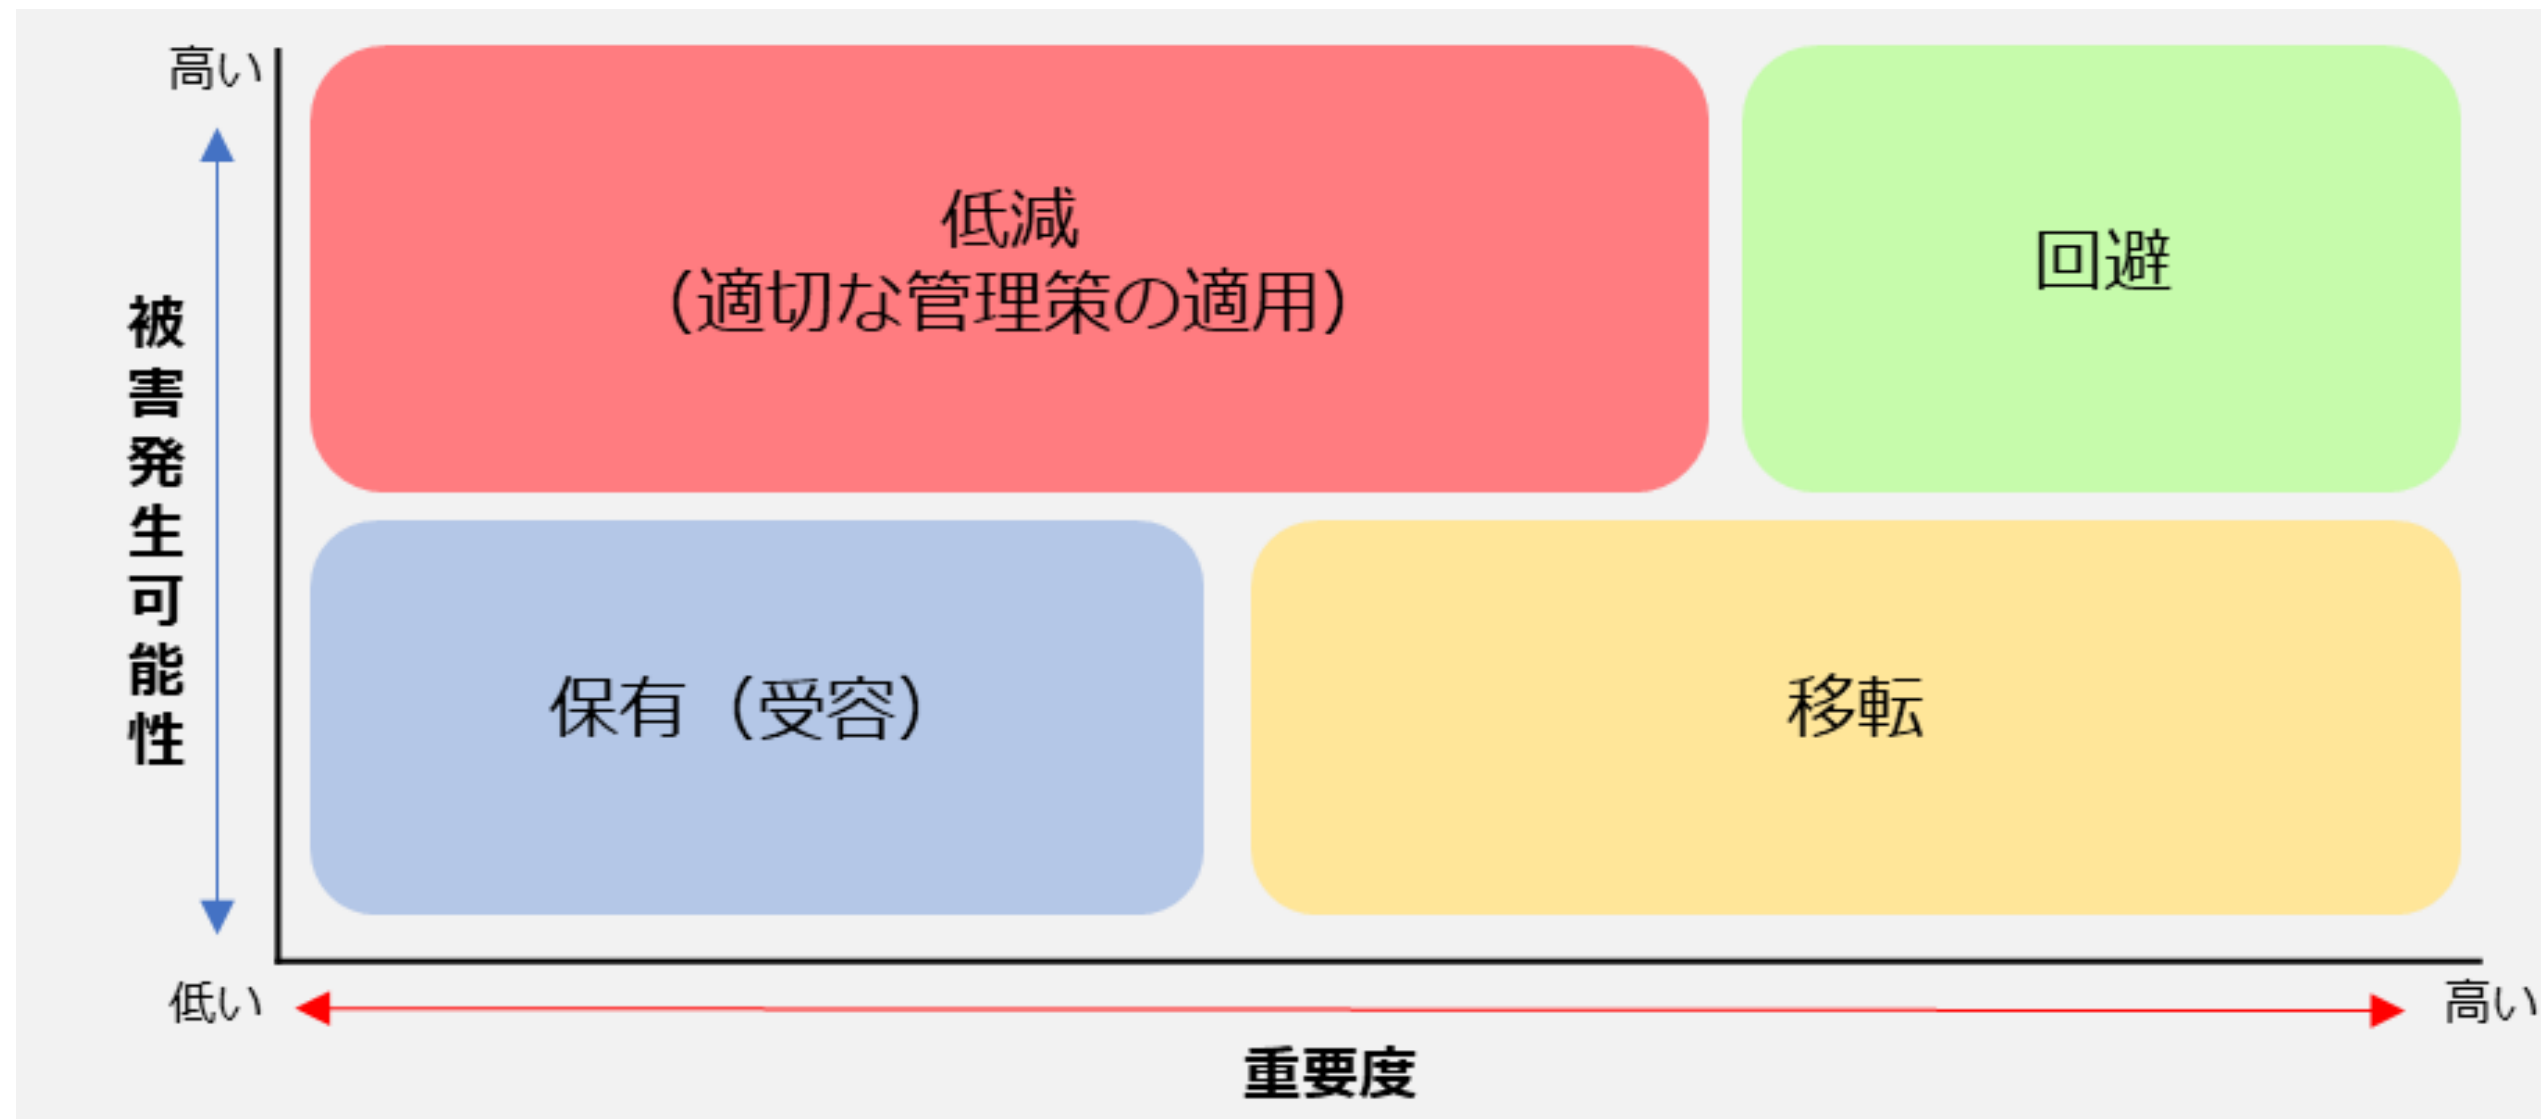 高い
被害発生可能性
低減
（適切な管理策の適用）
回避
保有（受容）
移転
低い
高い
重要度